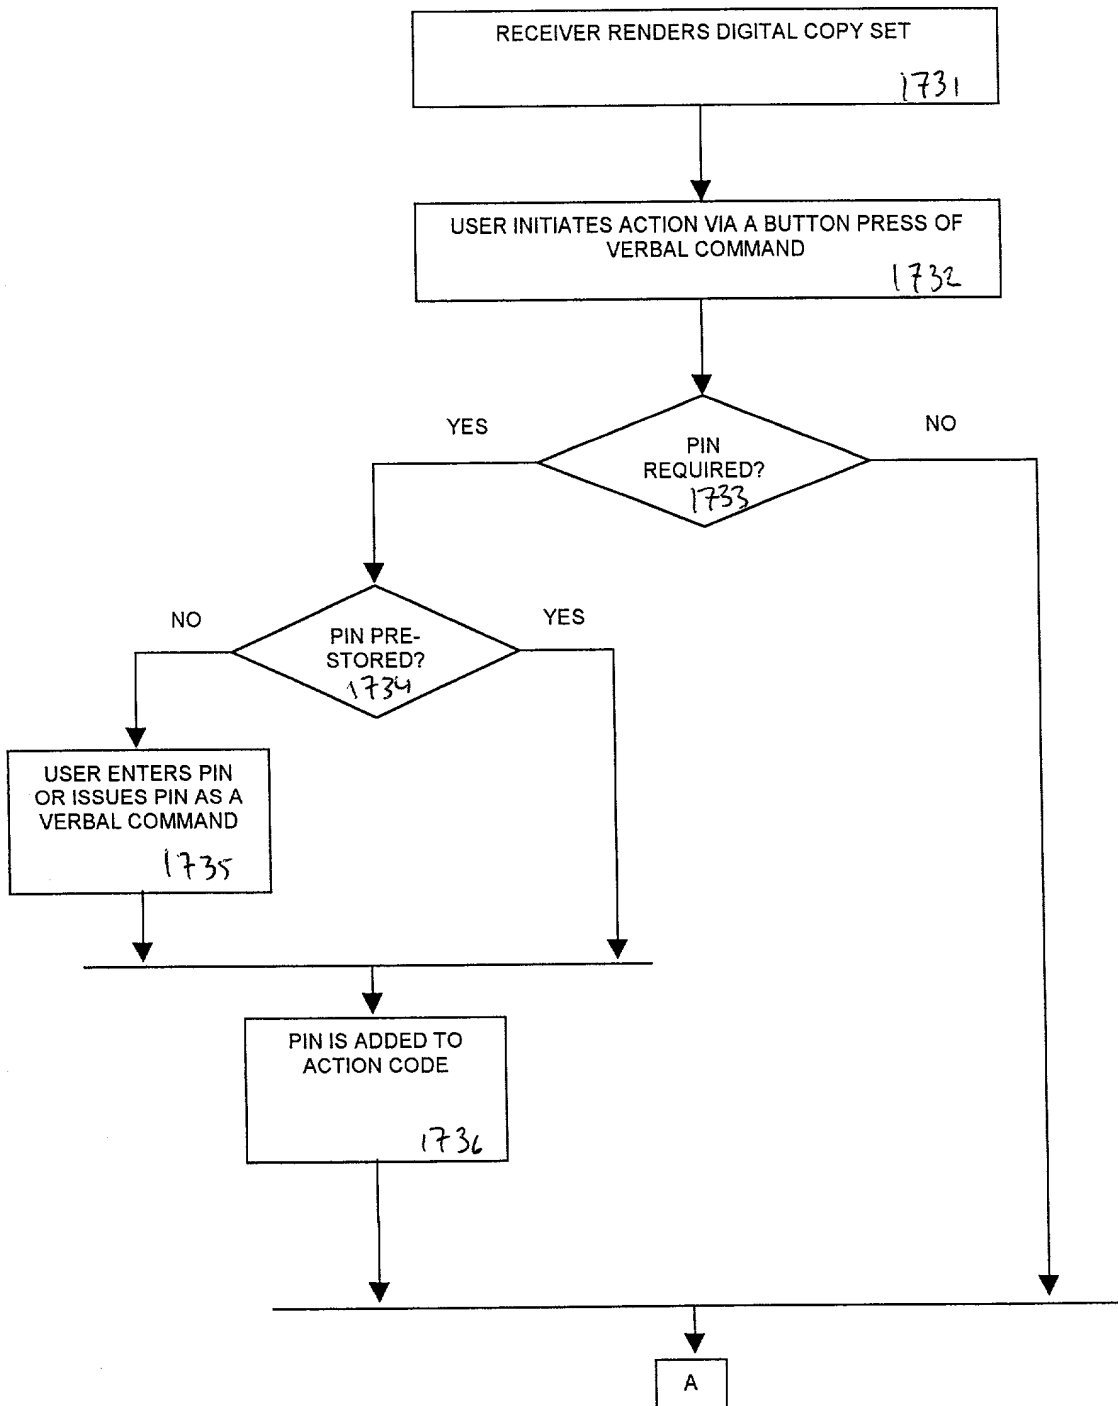 RECEIVER RENDERS DIGITAL COPY SET
1731
USER INITIATES ACTION VIA A BUTTON PRESS OF
VERBAL COMMAND
1732
YES
NO
PIN
REQUIRED?
1733
NO
YES
PIN PRE-
STORED?
1734
USER ENTERS PIN
OR ISSUES PIN AS A
VERBAL COMMAND
1735
PIN IS ADDED TO
ACTION CODE
1736
A